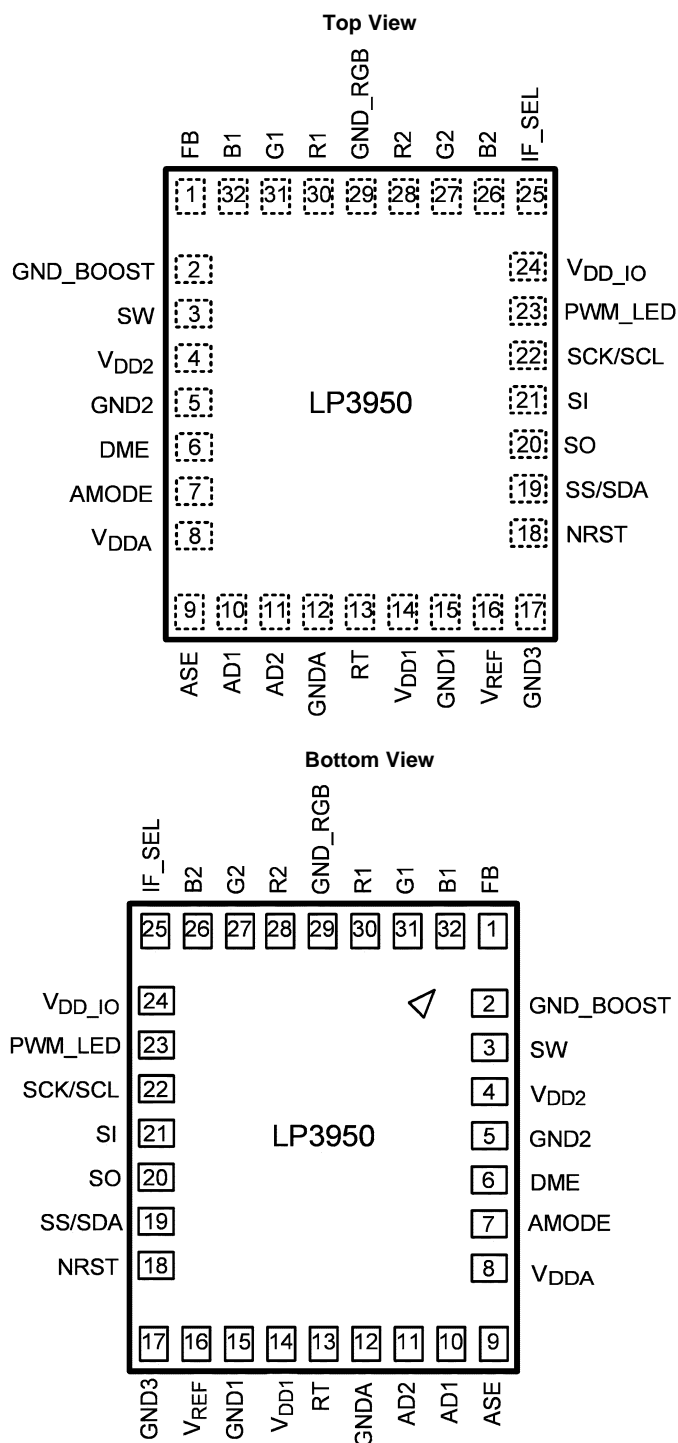 Top View
FB B1 G1 R1 GND_RGB R2 G2 B2 IF_SEL
1 32 31 30 29 28 27 26 25
GND_BOOST 2 24 VDD_IO
SW 3 23 PWM_LED
VDD2 4 22 SCK/SCL
GND2 5 21 SI
LP3950
DME 6 20 SO
AMODE 7 19 SS/SDA
VDDA 8 18 NRST
9 10 11 12 13 14 15 16 17
ASE AD1 AD2 GNDA RT VDD1 GND1 VREF GND3
Bottom View
IF_SEL B2 G2 R2 GND_RGB R1 G1 B1 FB
25 26 27 28 29 30 31 32 1
VDD_IO 24 2 GND_BOOST
PWM_LED 23 3 SW
SCK/SCL 22 4 VDD2
SI 21 5 GND2
LP3950
SO 20 6 DME
SS/SDA 19 7 AMODE
NRST 18 8 VDDA
17 16 15 14 13 12 11 10 9
GND3 VREF GND1 VDD1 RT GNDA AD2 AD1 ASE